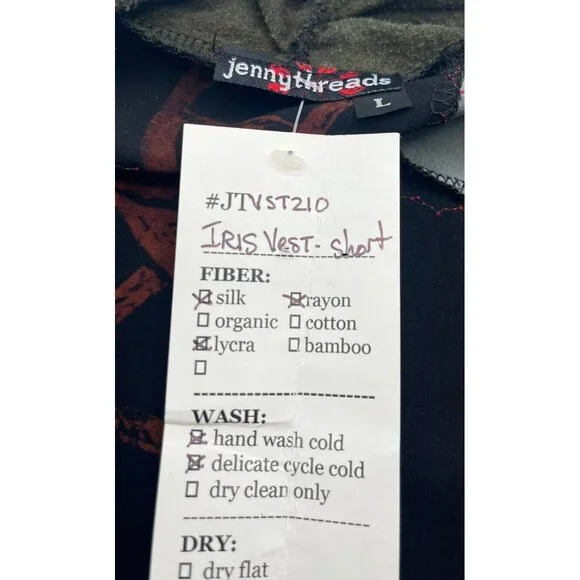 jennythreads
L
#JTVST210
IRIS VEST - short
FIBER:
☒ silk ☒ rayon
☐ organic ☐ cotton
☒ lycra ☐ bamboo
☐
WASH:
☒ hand wash cold
☒ delicate cycle cold
☐ dry clean only
DRY:
☐ dry flat